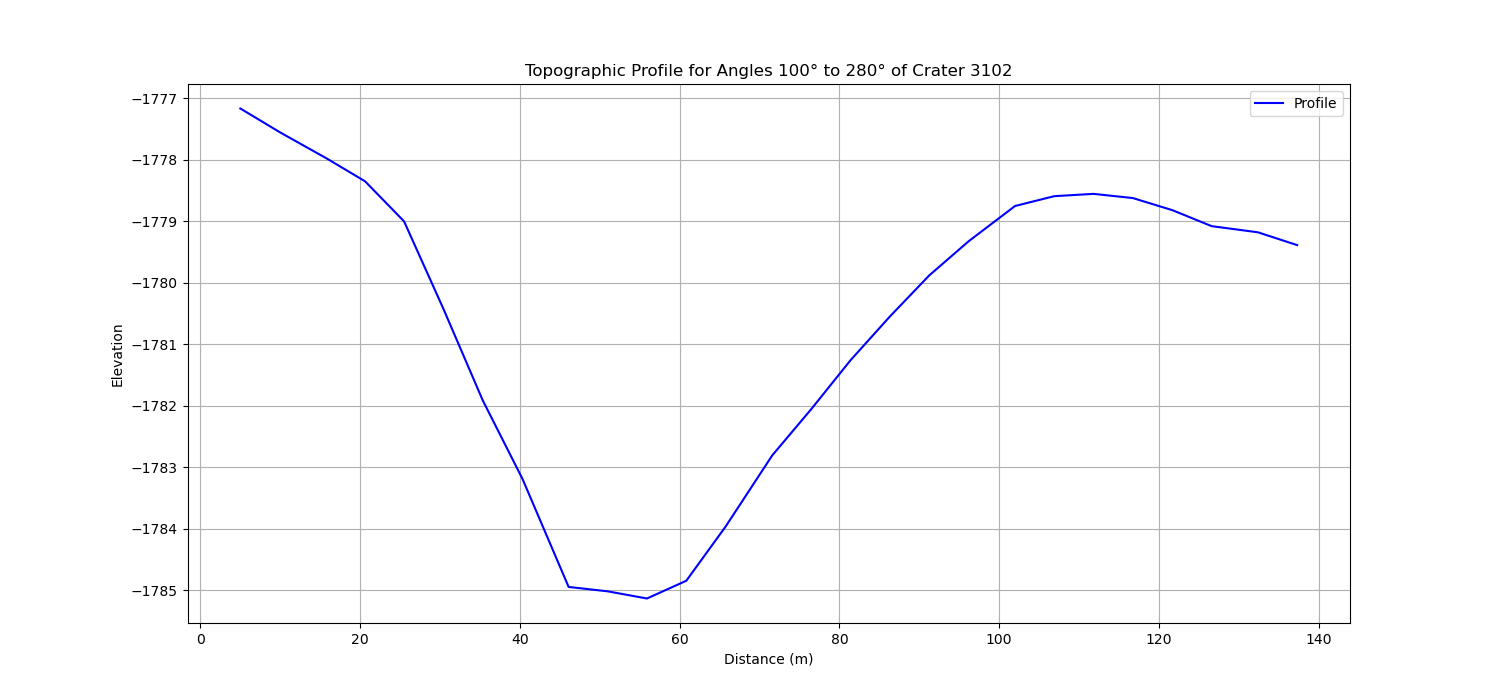 Topographic Profile for Angles 100° to 280° of Crater 3102
Profile
−1777
−1778
−1779
−1780
−1781
−1782
−1783
−1784
−1785
Elevation
0 20 40 60 80 100 120 140
Distance (m)